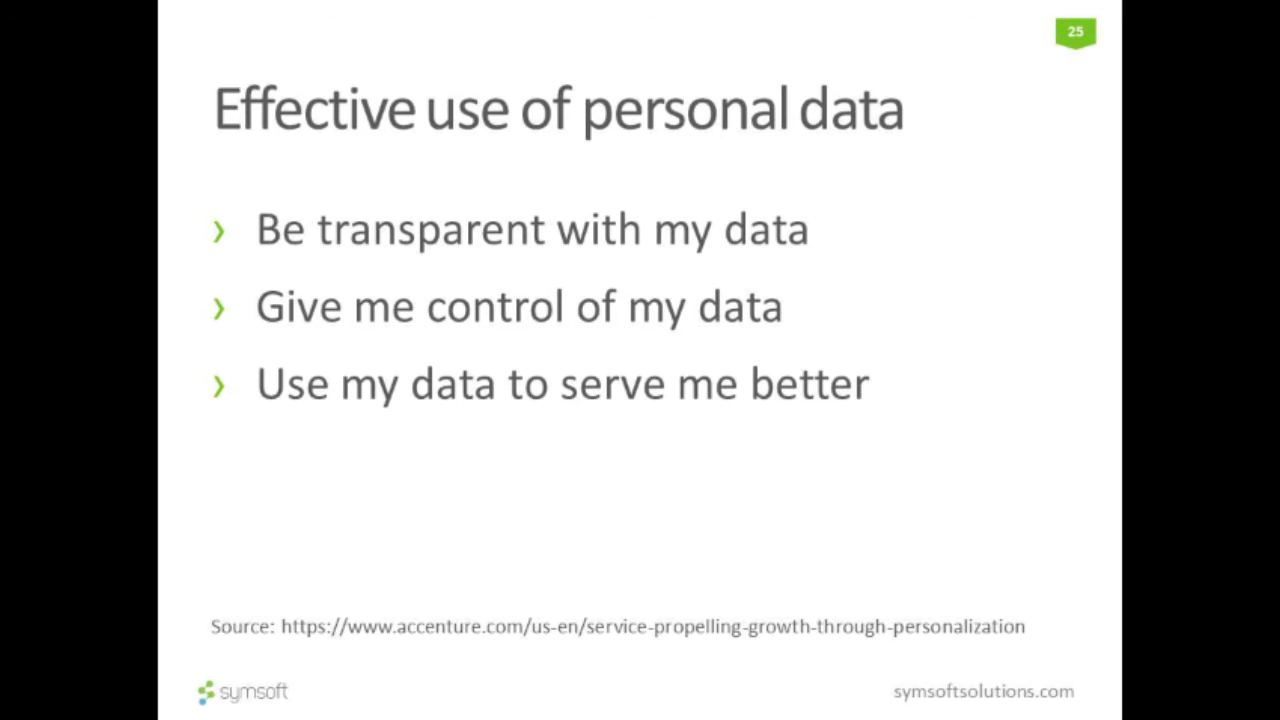 25
Effective use of personal data
› Be transparent with my data
› Give me control of my data
› Use my data to serve me better
Source: https://www.accenture.com/us-en/service-propelling-growth-through-personalization
symsoft
symsoftsolutions.com